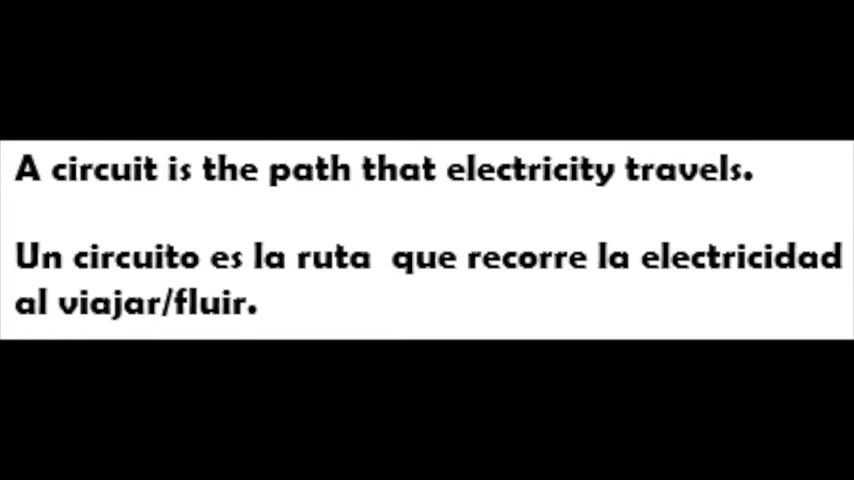 A circuit is the path that electricity travels.
Un circuito es la ruta que recorre la electricidad
al viajar/fluir.